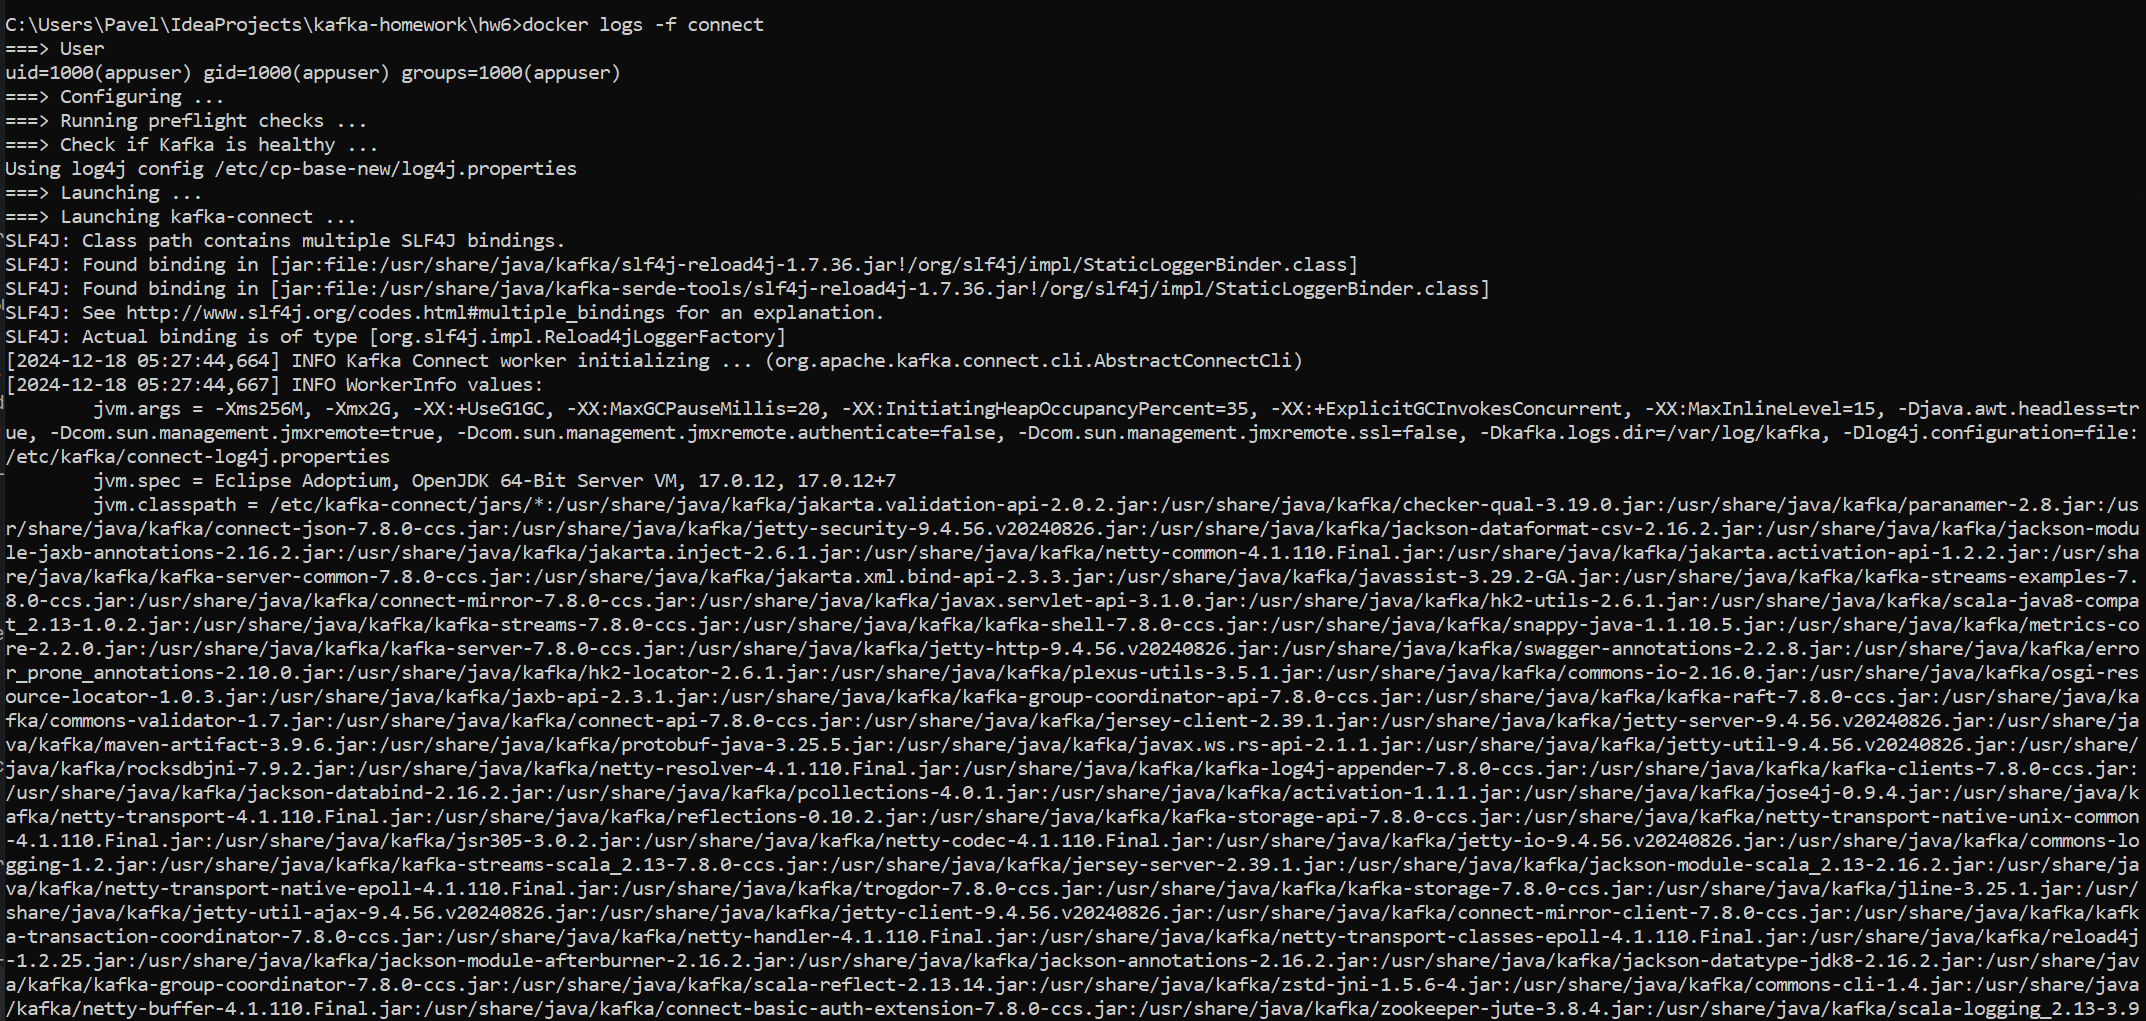 C:\Users\Pavel\IdeaProjects\kafka-homework\hw6>docker logs -f connect
===> User
uid=1000(appuser) gid=1000(appuser) groups=1000(appuser)
===> Configuring ...
===> Running preflight checks ...
===> Check if Kafka is healthy ...
Using log4j config /etc/cp-base-new/log4j.properties
===> Launching ...
===> Launching kafka-connect ...
SLF4J: Class path contains multiple SLF4J bindings.
SLF4J: Found binding in [jar:file:/usr/share/java/kafka/slf4j-reload4j-1.7.36.jar!/org/slf4j/impl/StaticLoggerBinder.class]
SLF4J: Found binding in [jar:file:/usr/share/java/kafka-serde-tools/slf4j-reload4j-1.7.36.jar!/org/slf4j/impl/StaticLoggerBinder.class]
SLF4J: See http://www.slf4j.org/codes.html#multiple_bindings for an explanation.
SLF4J: Actual binding is of type [org.slf4j.impl.Reload4jLoggerFactory]
[2024-12-18 05:27:44,664] INFO Kafka Connect worker initializing ... (org.apache.kafka.connect.cli.AbstractConnectCli)
[2024-12-18 05:27:44,667] INFO WorkerInfo values:
        jvm.args = -Xms256M, -Xmx2G, -XX:+UseG1GC, -XX:MaxGCPauseMillis=20, -XX:InitiatingHeapOccupancyPercent=35, -XX:+ExplicitGCInvokesConcurrent, -XX:MaxInlineLevel=15, -Djava.awt.headless=tr
ue, -Dcom.sun.management.jmxremote=true, -Dcom.sun.management.jmxremote.authenticate=false, -Dcom.sun.management.jmxremote.ssl=false, -Dkafka.logs.dir=/var/log/kafka, -Dlog4j.configuration=file:
/etc/kafka/connect-log4j.properties
        jvm.spec = Eclipse Adoptium, OpenJDK 64-Bit Server VM, 17.0.12, 17.0.12+7
        jvm.classpath = /etc/kafka-connect/jars/*:/usr/share/java/kafka/jakarta.validation-api-2.0.2.jar:/usr/share/java/kafka/checker-qual-3.19.0.jar:/usr/share/java/kafka/paranamer-2.8.jar:/us
r/share/java/kafka/connect-json-7.8.0-ccs.jar:/usr/share/java/kafka/jetty-security-9.4.56.v20240826.jar:/usr/share/java/kafka/jackson-dataformat-csv-2.16.2.jar:/usr/share/java/kafka/jackson-modu
le-jaxb-annotations-2.16.2.jar:/usr/share/java/kafka/jakarta.inject-2.6.1.jar:/usr/share/java/kafka/netty-common-4.1.110.Final.jar:/usr/share/java/kafka/jakarta.activation-api-1.2.2.jar:/usr/sha
re/java/kafka/kafka-server-common-7.8.0-ccs.jar:/usr/share/java/kafka/jakarta.xml.bind-api-2.3.3.jar:/usr/share/java/kafka/javassist-3.29.2-GA.jar:/usr/share/java/kafka/kafka-streams-examples-7.
8.0-ccs.jar:/usr/share/java/kafka/connect-mirror-7.8.0-ccs.jar:/usr/share/java/kafka/javax.servlet-api-3.1.0.jar:/usr/share/java/kafka/hk2-utils-2.6.1.jar:/usr/share/java/kafka/scala-java8-compa
t_2.13-1.0.2.jar:/usr/share/java/kafka/kafka-streams-7.8.0-ccs.jar:/usr/share/java/kafka/kafka-shell-7.8.0-ccs.jar:/usr/share/java/kafka/snappy-java-1.1.10.5.jar:/usr/share/java/kafka/metrics-co
re-2.2.0.jar:/usr/share/java/kafka/kafka-server-7.8.0-ccs.jar:/usr/share/java/kafka/jetty-http-9.4.56.v20240826.jar:/usr/share/java/kafka/swagger-annotations-2.2.8.jar:/usr/share/java/kafka/erro
r_prone_annotations-2.10.0.jar:/usr/share/java/kafka/hk2-locator-2.6.1.jar:/usr/share/java/kafka/plexus-utils-3.5.1.jar:/usr/share/java/kafka/commons-io-2.16.0.jar:/usr/share/java/kafka/osgi-res
ource-locator-1.0.3.jar:/usr/share/java/kafka/jaxb-api-2.3.1.jar:/usr/share/java/kafka/kafka-group-coordinator-api-7.8.0-ccs.jar:/usr/share/java/kafka/kafka-raft-7.8.0-ccs.jar:/usr/share/java/ka
fka/commons-validator-1.7.jar:/usr/share/java/kafka/connect-api-7.8.0-ccs.jar:/usr/share/java/kafka/jersey-client-2.39.1.jar:/usr/share/java/kafka/jetty-server-9.4.56.v20240826.jar:/usr/share/ja
va/kafka/maven-artifact-3.9.6.jar:/usr/share/java/kafka/protobuf-java-3.25.5.jar:/usr/share/java/kafka/javax.ws.rs-api-2.1.1.jar:/usr/share/java/kafka/jetty-util-9.4.56.v20240826.jar:/usr/share/
java/kafka/rocksdbjni-7.9.2.jar:/usr/share/java/kafka/netty-resolver-4.1.110.Final.jar:/usr/share/java/kafka/kafka-log4j-appender-7.8.0-ccs.jar:/usr/share/java/kafka/kafka-clients-7.8.0-ccs.jar:
/usr/share/java/kafka/jackson-databind-2.16.2.jar:/usr/share/java/kafka/pcollections-4.0.1.jar:/usr/share/java/kafka/activation-1.1.1.jar:/usr/share/java/kafka/jose4j-0.9.4.jar:/usr/share/java/k
afka/netty-transport-4.1.110.Final.jar:/usr/share/java/kafka/reflections-0.10.2.jar:/usr/share/java/kafka/kafka-storage-api-7.8.0-ccs.jar:/usr/share/java/kafka/netty-transport-native-unix-common
-4.1.110.Final.jar:/usr/share/java/kafka/jsr305-3.0.2.jar:/usr/share/java/kafka/netty-codec-4.1.110.Final.jar:/usr/share/java/kafka/jetty-io-9.4.56.v20240826.jar:/usr/share/java/kafka/commons-lo
gging-1.2.jar:/usr/share/java/kafka/kafka-streams-scala_2.13-7.8.0-ccs.jar:/usr/share/java/kafka/jersey-server-2.39.1.jar:/usr/share/java/kafka/jackson-module-scala_2.13-2.16.2.jar:/usr/share/ja
va/kafka/netty-transport-native-epoll-4.1.110.Final.jar:/usr/share/java/kafka/trogdor-7.8.0-ccs.jar:/usr/share/java/kafka/kafka-storage-7.8.0-ccs.jar:/usr/share/java/kafka/jline-3.25.1.jar:/usr/
share/java/kafka/jetty-util-ajax-9.4.56.v20240826.jar:/usr/share/java/kafka/jetty-client-9.4.56.v20240826.jar:/usr/share/java/kafka/connect-mirror-client-7.8.0-ccs.jar:/usr/share/java/kafka/kafk
a-transaction-coordinator-7.8.0-ccs.jar:/usr/share/java/kafka/netty-handler-4.1.110.Final.jar:/usr/share/java/kafka/netty-transport-classes-epoll-4.1.110.Final.jar:/usr/share/java/kafka/reload4j
-1.2.25.jar:/usr/share/java/kafka/jackson-module-afterburner-2.16.2.jar:/usr/share/java/kafka/jackson-annotations-2.16.2.jar:/usr/share/java/kafka/jackson-datatype-jdk8-2.16.2.jar:/usr/share/jav
a/kafka/kafka-group-coordinator-7.8.0-ccs.jar:/usr/share/java/kafka/scala-reflect-2.13.14.jar:/usr/share/java/kafka/zstd-jni-1.5.6-4.jar:/usr/share/java/kafka/commons-cli-1.4.jar:/usr/share/java
/kafka/netty-buffer-4.1.110.Final.jar:/usr/share/java/kafka/connect-basic-auth-extension-7.8.0-ccs.jar:/usr/share/java/kafka/zookeeper-jute-3.8.4.jar:/usr/share/java/kafka/scala-logging_2.13-3.9